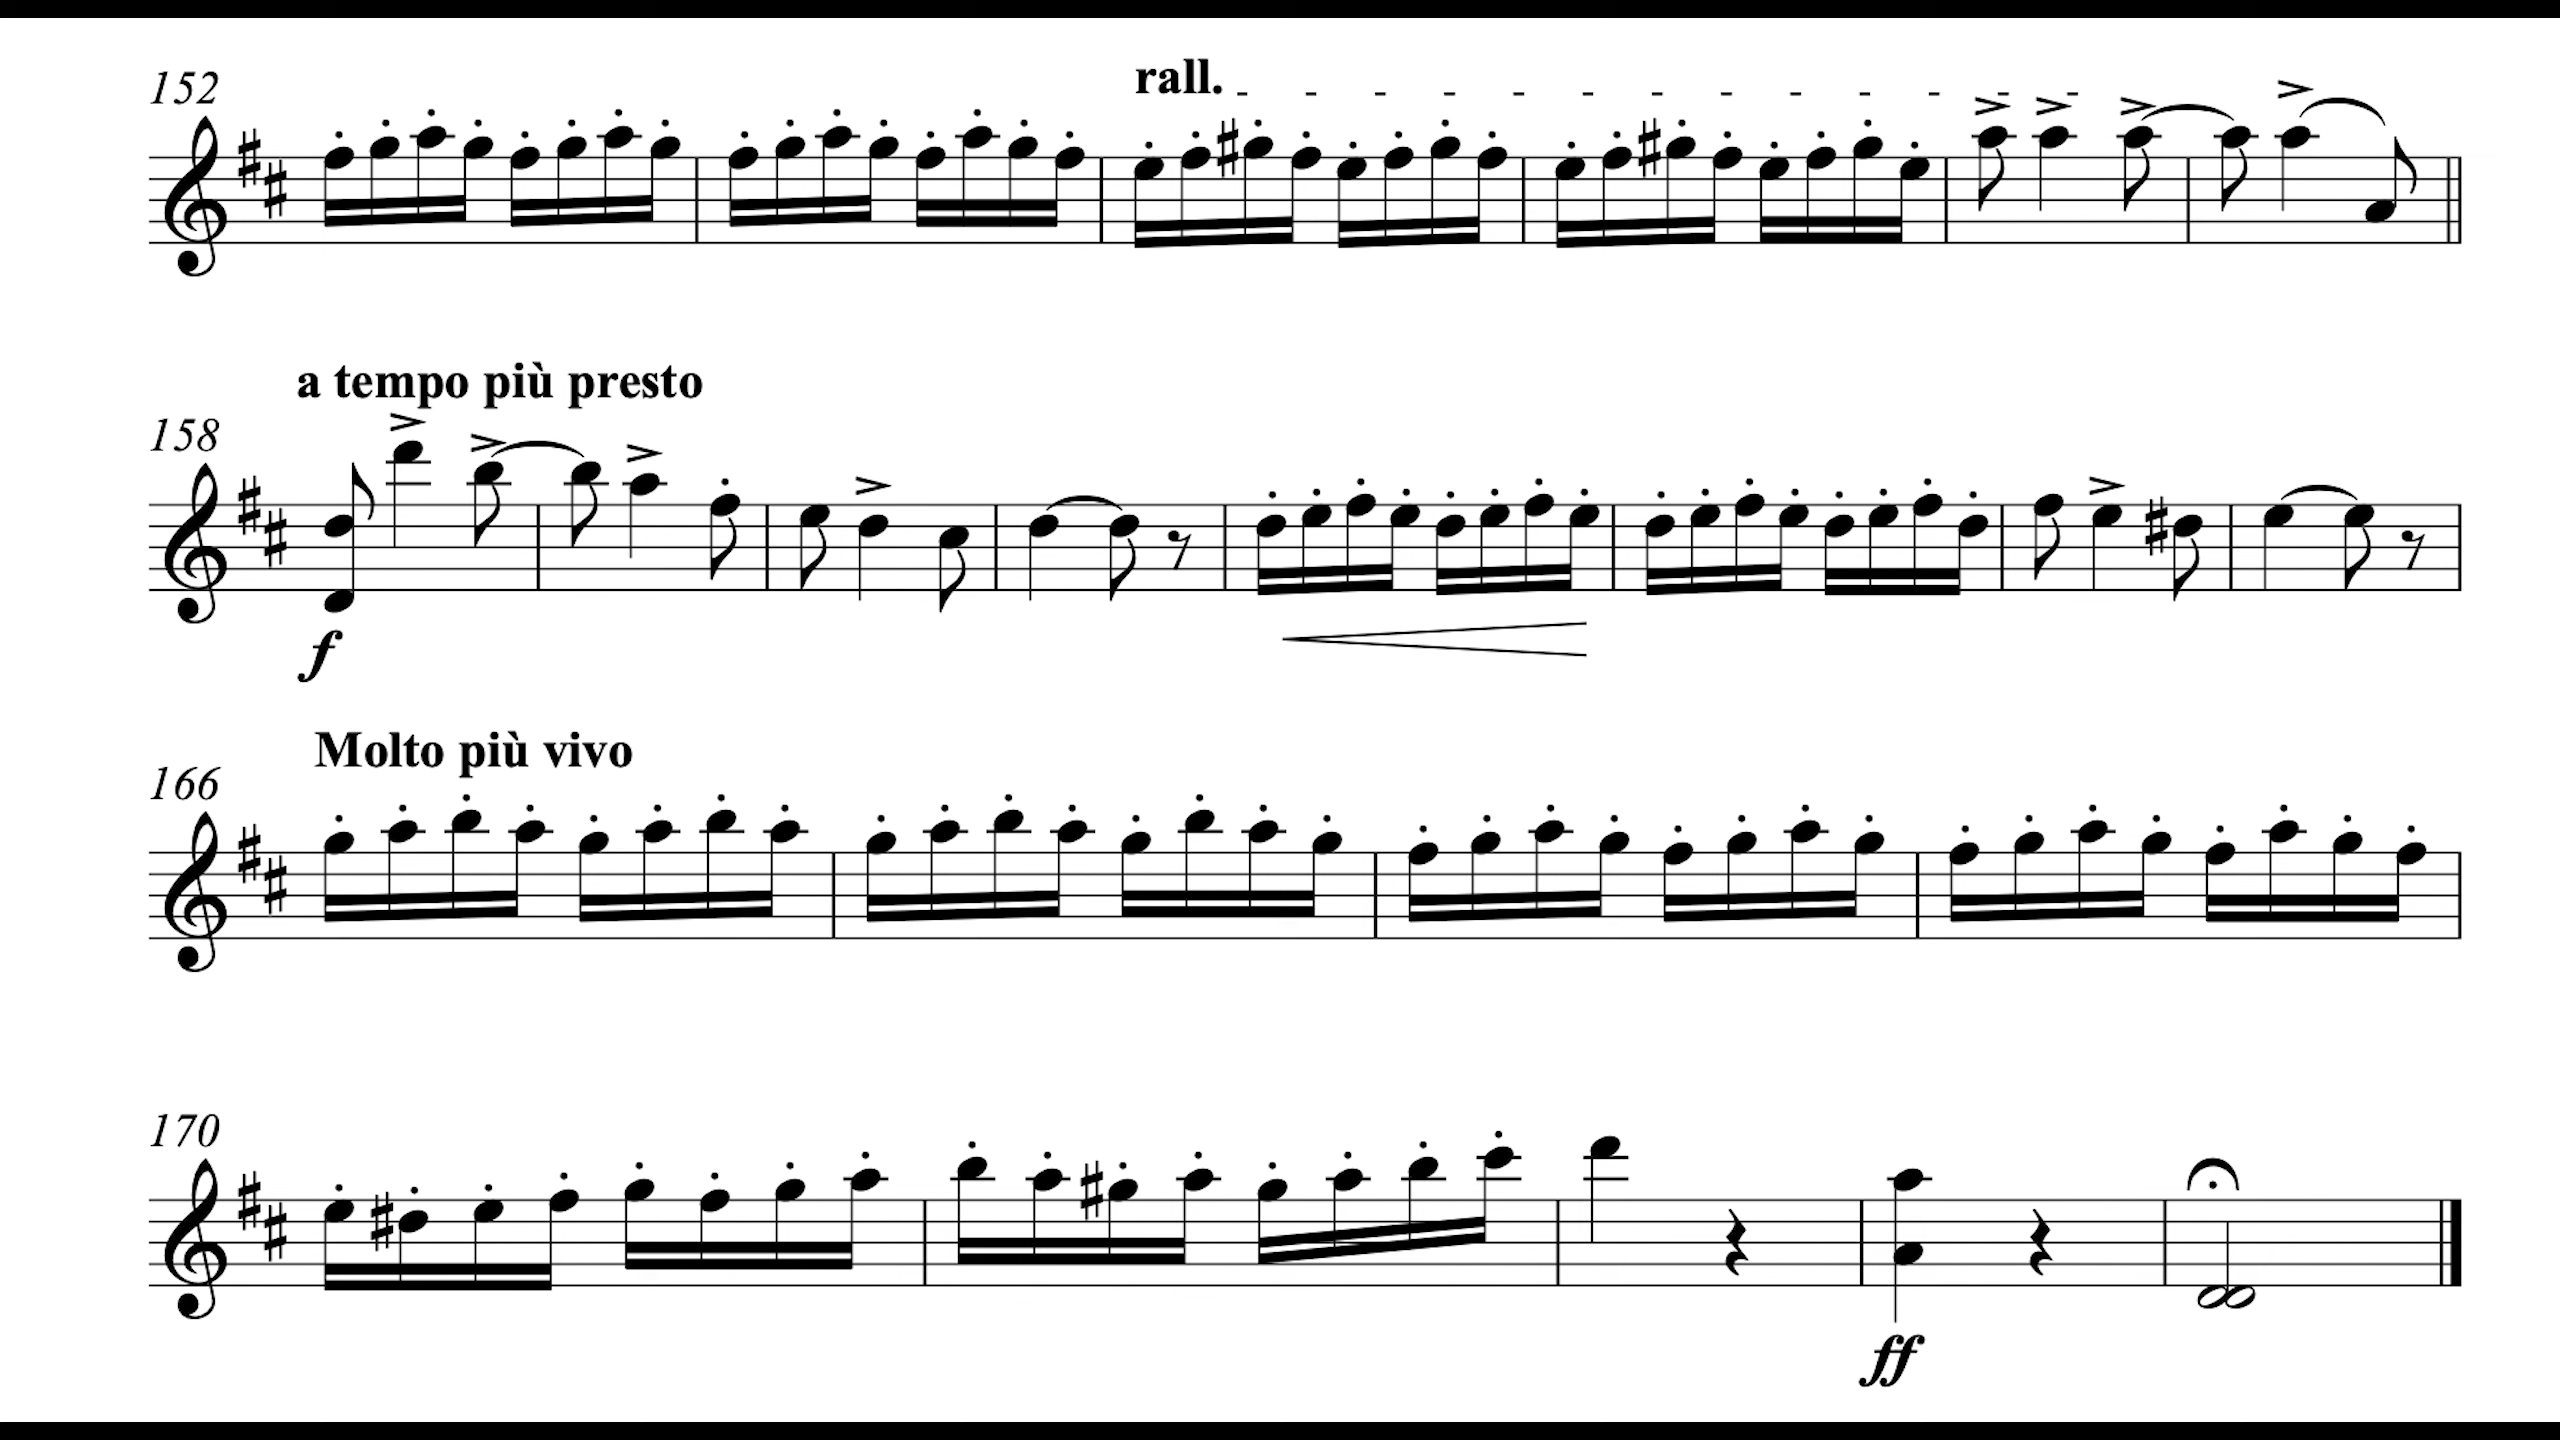 rall.
152
a tempo più presto
158
f
Molto più vivo
166
170
ff